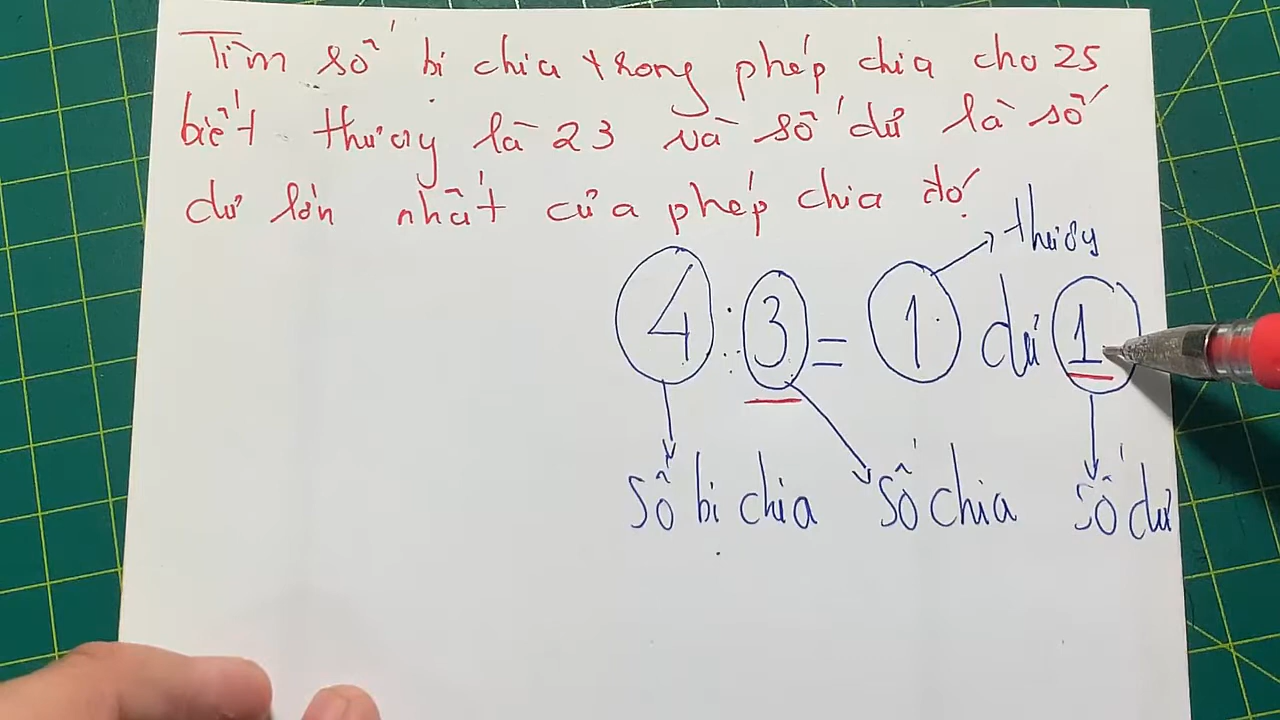 Tìm số bị chia trong phép chia cho 25
biết thương là 23 và số dư là số
dư lớn nhất của phép chia đó.
thương
4 : 3 = 1 dư 1
số bị chia số chia số dư